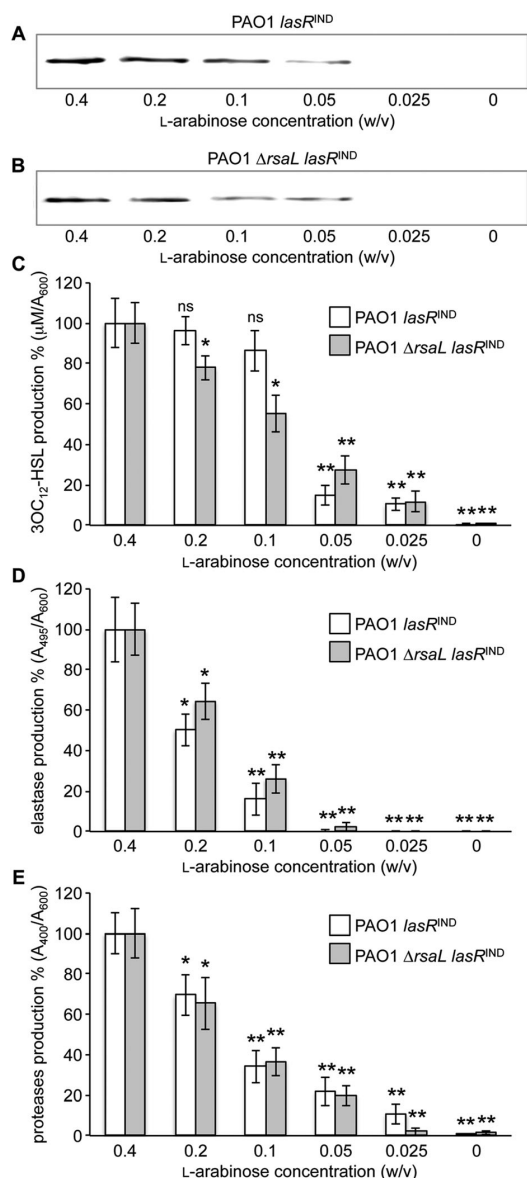 A
PAO1 lasRᴵᴺᴰ
0.4 0.2 0.1 0.05 0.025 0
L-arabinose concentration (w/v)
B
PAO1 ΔrsaL lasRᴵᴺᴰ
0.4 0.2 0.1 0.05 0.025 0
L-arabinose concentration (w/v)
C
3OC₁₂-HSL production % (μM/A₆₀₀)
120
100
80
60
40
20
0
ns * ns * ** ** ** ** ** **
PAO1 lasRᴵᴺᴰ
PAO1 ΔrsaL lasRᴵᴺᴰ
0.4 0.2 0.1 0.05 0.025 0
L-arabinose concentration (w/v)
D
elastase production % (A₄₉₅/A₆₀₀)
120
100
80
60
40
20
0
* * ** ** ** ** ** ** ** **
PAO1 lasRᴵᴺᴰ
PAO1 ΔrsaL lasRᴵᴺᴰ
0.4 0.2 0.1 0.05 0.025 0
L-arabinose concentration (w/v)
E
proteases production % (A₄₀₀/A₆₀₀)
120
100
80
60
40
20
0
* * ** ** ** ** ** ** ** **
PAO1 lasRᴵᴺᴰ
PAO1 ΔrsaL lasRᴵᴺᴰ
0.4 0.2 0.1 0.05 0.025 0
L-arabinose concentration (w/v)